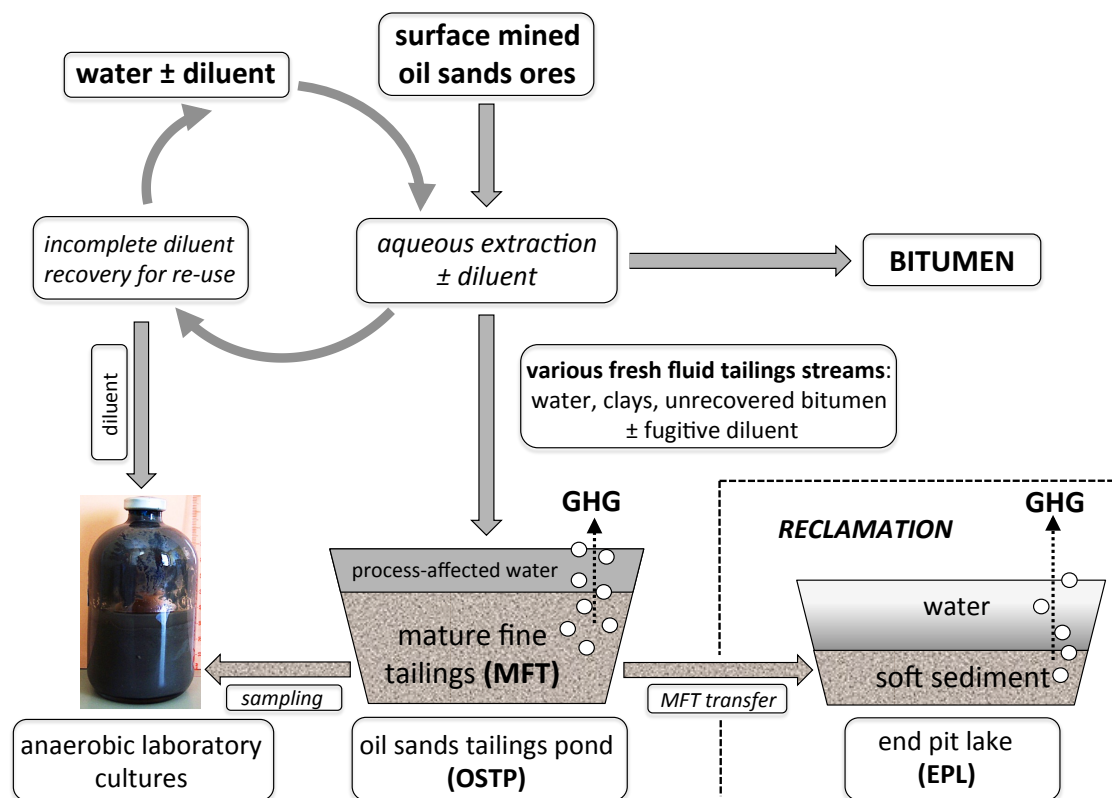 surface mined
oil sands ores
water ± diluent
incomplete diluent
recovery for re-use
aqueous extraction
± diluent
BITUMEN
diluent
various fresh fluid tailings streams:
water, clays, unrecovered bitumen
± fugitive diluent
GHG
GHG
RECLAMATION
process-affected water
water
mature fine
tailings (MFT)
soft sediment
sampling
MFT transfer
anaerobic laboratory
cultures
oil sands tailings pond
(OSTP)
end pit lake
(EPL)